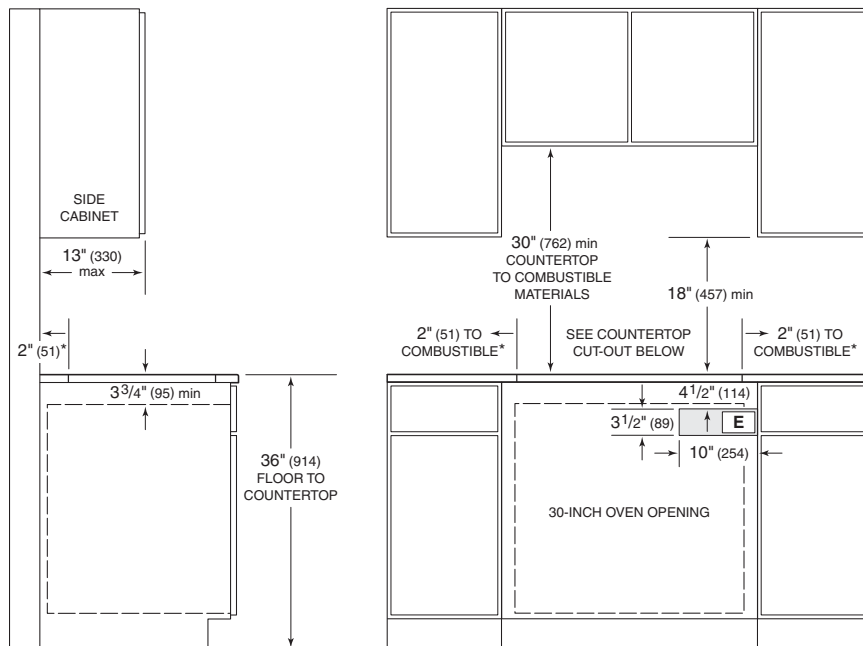 SIDE
CABINET
13" (330)
max
2" (51)*
3 3/4" (95) min
36" (914)
FLOOR TO
COUNTERTOP
30" (762) min
COUNTERTOP
TO COMBUSTIBLE
MATERIALS
18" (457) min
2" (51) TO
COMBUSTIBLE*
SEE COUNTERTOP
CUT-OUT BELOW
2" (51) TO
COMBUSTIBLE*
4 1/2" (114)
3 1/2" (89)
E
10" (254)
30-INCH OVEN OPENING